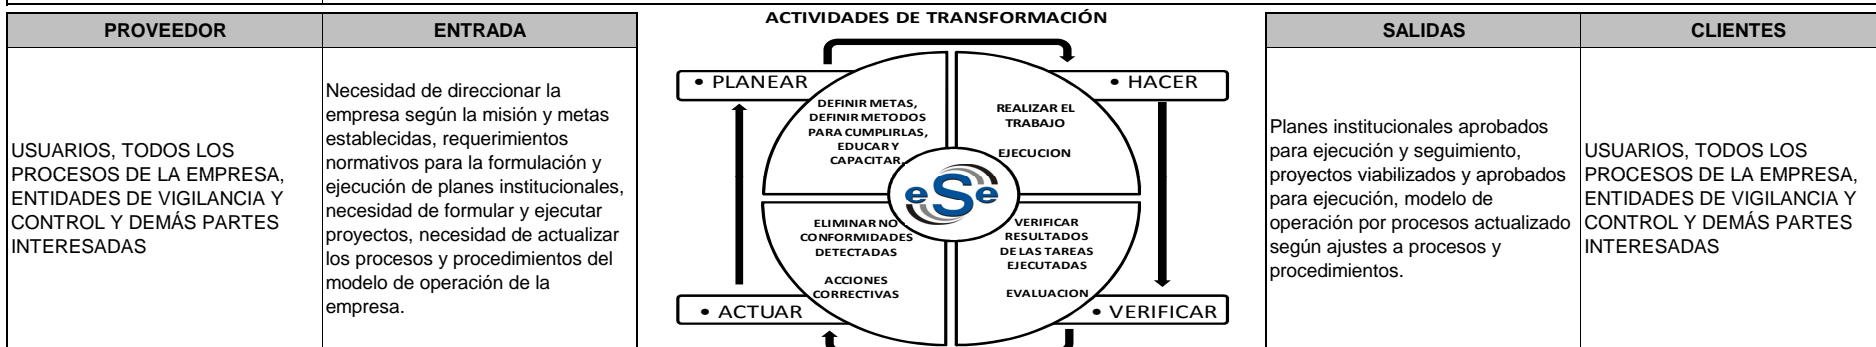 PROVEEDOR
ENTRADA
USUARIOS, TODOS LOS
PROCESOS DE LA EMPRESA,
ENTIDADES DE VIGILANCIA Y
CONTROL Y DEMÁS PARTES
INTERESADAS
Necesidad de direccionar la
empresa según la misión y metas
establecidas, requerimientos
normativos para la formulación y
ejecución de planes institucionales,
necesidad de formular y ejecutar
proyectos, necesidad de actualizar
los procesos y procedimientos del
modelo de operación de la
empresa.
ACTIVIDADES DE TRANSFORMACIÓN
• PLANEAR
DEFINIR METAS,
DEFINIR METODOS
PARA CUMPLIRLAS,
EDUCAR Y
CAPACITAR.
• HACER
REALIZAR EL
TRABAJO
EJECUCION
eSe
ELIMINAR NO
CONFORMIDADES
DETECTADAS
ACCIONES
CORRECTIVAS
• ACTUAR
VERIFICAR
RESULTADOS
DE LAS TAREAS
EJECUTADAS
EVALUACION
• VERIFICAR
SALIDAS
CLIENTES
Planes institucionales aprobados
para ejecución y seguimiento,
proyectos viabilizados y aprobados
para ejecución, modelo de
operación por procesos actualizado
según ajustes a procesos y
procedimientos.
USUARIOS, TODOS LOS
PROCESOS DE LA EMPRESA,
ENTIDADES DE VIGILANCIA Y
CONTROL Y DEMÁS PARTES
INTERESADAS